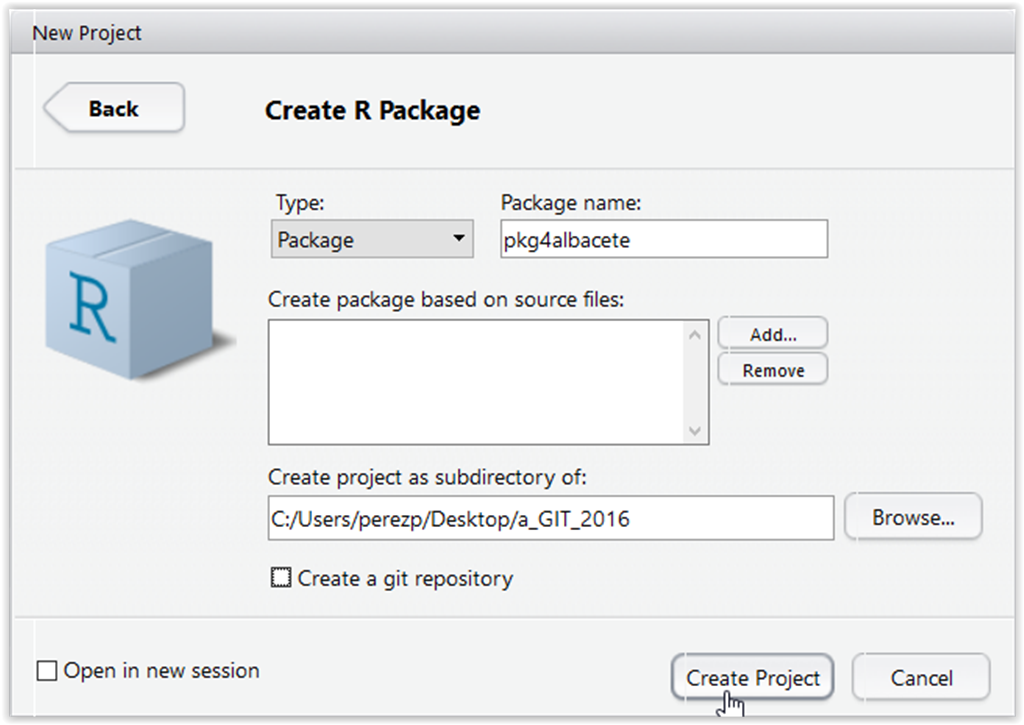 New Project
Back
Create R Package
Type:
Package name:
Package
pkg4albacete
R
Create package based on source files:
Add...
Remove
Create project as subdirectory of:
C:/Users/perezp/Desktop/a_GIT_2016
Browse...
Create a git repository
Open in new session
Create Project
Cancel